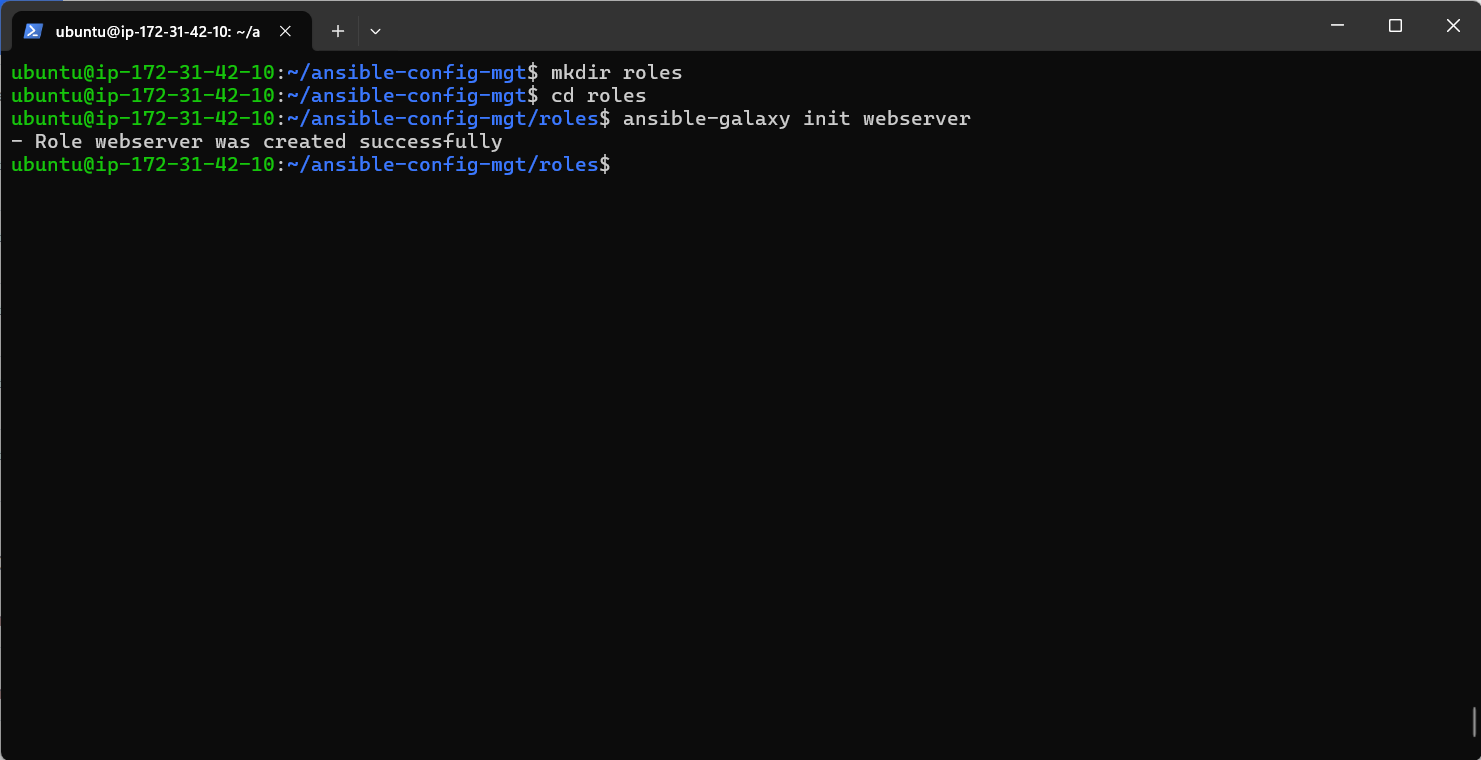 ubuntu@ip-172-31-42-10: ~/a
ubuntu@ip-172-31-42-10:~/ansible-config-mgt$ mkdir roles
ubuntu@ip-172-31-42-10:~/ansible-config-mgt$ cd roles
ubuntu@ip-172-31-42-10:~/ansible-config-mgt/roles$ ansible-galaxy init webserver
- Role webserver was created successfully
ubuntu@ip-172-31-42-10:~/ansible-config-mgt/roles$